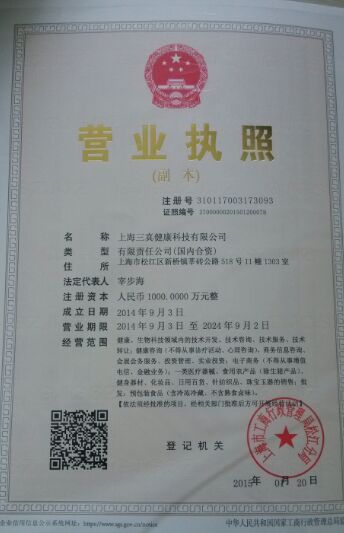 营业执照
(副 本)
注册号 310117003173093
证照编号 27000000201501200078
名称 上海三真健康科技有限公司
类型 有限责任公司(国内合资)
住所 上海市松江区新桥镇莘砖公路518号11幢1303室
法定代表人 宰步海
注册资本 人民币1000.0000万元整
成立日期 2014年9月3日
营业期限 2014年9月3日 至 2024年9月2日
经营范围 健康、生物科技领域内的技术开发、技术咨询、技术服务、技术
转让;健康咨询(不得从事诊疗活动、心理咨询),商务信息咨询,
会展会务服务、投资管理、实业投资;电子商务(不得从事增值
电信、金融业务),一类医疗器械、食用农产品(除生猪产品)、
健身器材、化妆品、日用百货、针纺织品、珠宝玉器的销售;批
发:预包装食品(含冷冻冷藏、不含熟食卤味)。
【依法须经批准的项目,经相关部门批准后方可开展经营活动】
登记机关
上海市工商行政管理局松江分局
2015年 01月20日
企业信用信息公示系统网址:
中华人民共和国国家工商行政管理总局监制